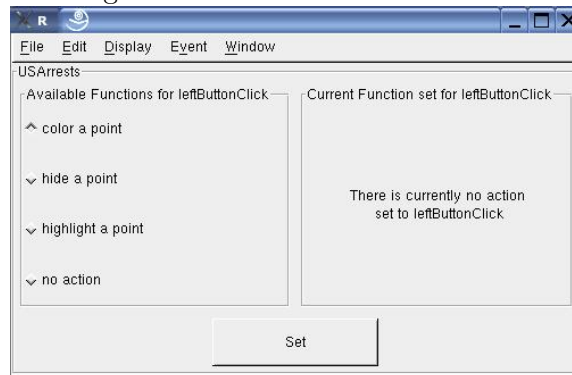 R
File Edit Display Event Window
USArrests
Available Functions for leftButtonClick
color a point
hide a point
highlight a point
no action
Current Function set for leftButtonClick
There is currently no action
set to leftButtonClick
Set